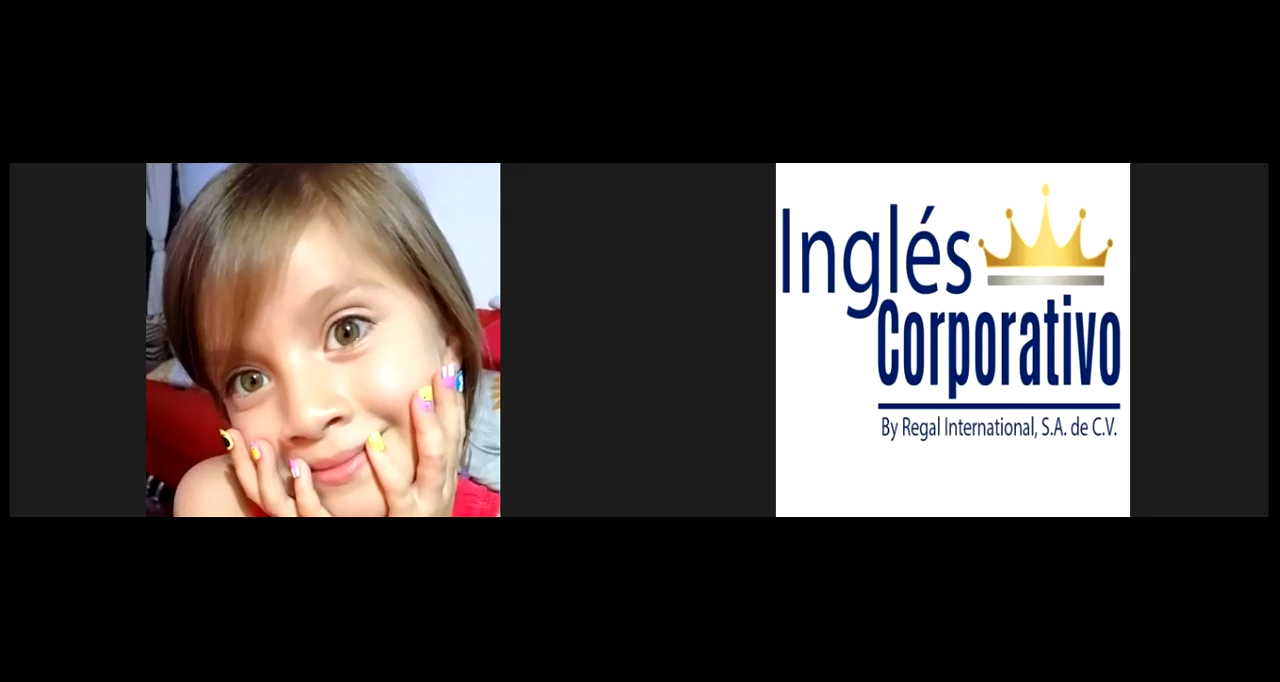 Inglés
Corporativo
By Regal International, S.A. de C.V.